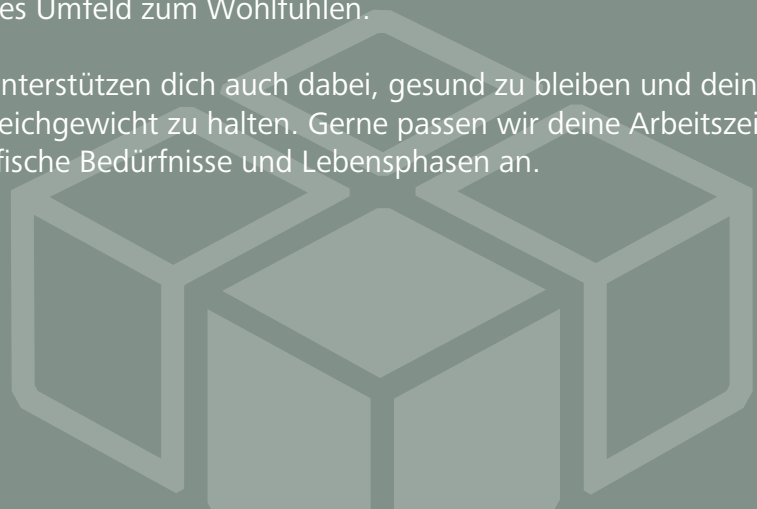 es Umfeld zum Wohlfühlen.
nterstützen dich auch dabei, gesund zu bleiben und dein
eichgewicht zu halten. Gerne passen wir deine Arbeitszei
fische Bedürfnisse und Lebensphasen an.